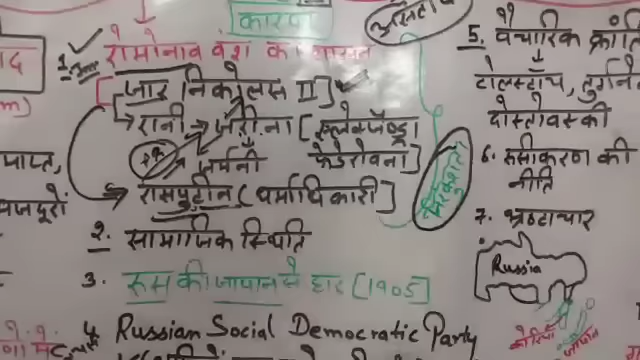 कारण
1. रोमोनाव वंश का शासन
[ज़ार निकोलस II]
→ रानी → ज़रीना [एलेक्जेण्ड्रा
जर्मनी फेडेरोवना]
रासपुटीन (धर्माधिकारी]
2. सामाजिक स्थिति
3. रूस की जापान से हार [1905]
4. Russian Social Democratic Party
निरंकुशता
5. वैचारिक क्रांति
टोलस्टाय, तुर्गने
दोस्तोवस्की
6. रूसीकरण की
नीति
7. भ्रष्टाचार
Russia
कोरिया जापान